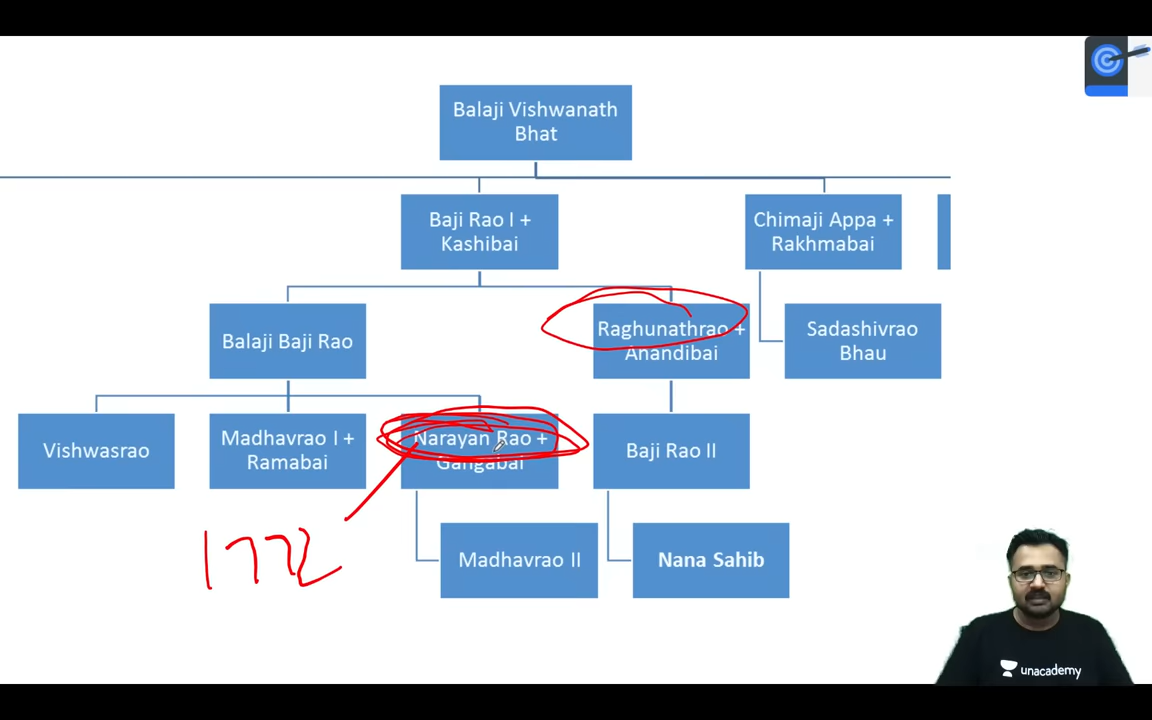 Balaji Vishwanath
Bhat
Baji Rao I +
Kashibai
Chimaji Appa +
Rakhmabai
Balaji Baji Rao
Raghunathrao +
Anandibai
Sadashivrao
Bhau
Vishwasrao
Madhavrao I +
Ramabai
Narayan Rao +
Gangabai
Baji Rao II
1772
Madhavrao II
Nana Sahib
unacademy